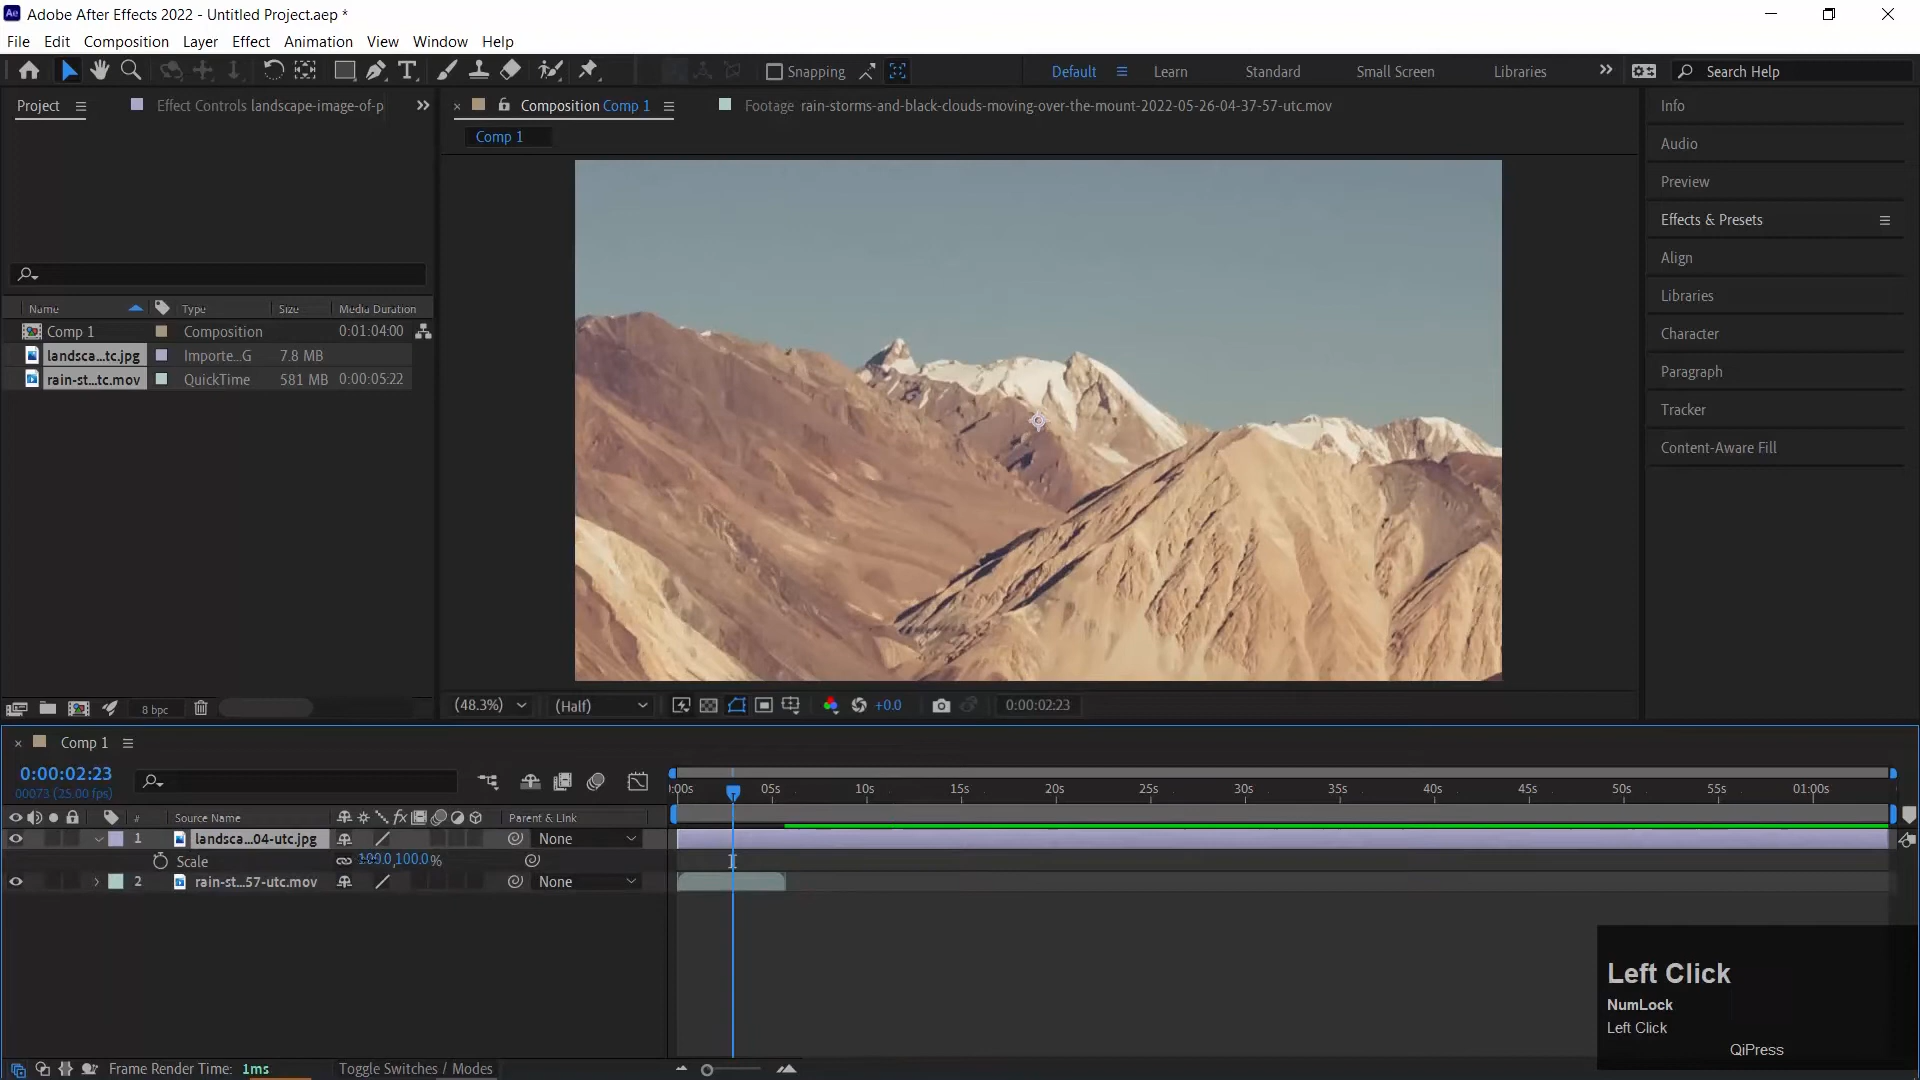 Adobe After Effects 2022 - Untitled Project.aep *
File Edit Composition Layer Effect Animation View Window Help
Snapping Default Learn Standard Small Screen Libraries Search Help
Project Effect Controls landscape-image-of-p Composition Comp 1 Footage rain-storms-and-black-clouds-moving-over-the-mount-2022-05-26-04-37-57-utc.mov
Comp 1
Info
Audio
Preview
Effects & Presets
Align
Libraries
Character
Paragraph
Tracker
Content-Aware Fill
Name Type Size Media Duration
Comp 1 Composition 0:01:04:00
landsca...tc.jpg Importe...G 7.8 MB
rain-st...tc.mov QuickTime 581 MB 0:00:05:22
8 bpc
(48.3%) (Half) +0.0 0:00:02:23
Comp 1
0:00:02:23
00073 (25.00 fps)
:00s 05s 10s 15s 20s 25s 30s 35s 40s 45s 50s 55s 01:00s
# Source Name Parent & Link
1 landsca...04-utc.jpg None
Scale 100.0,100.0%
2 rain-st...57-utc.mov None
Left Click
NumLock
Left Click
QiPress
Frame Render Time: 1ms Toggle Switches / Modes